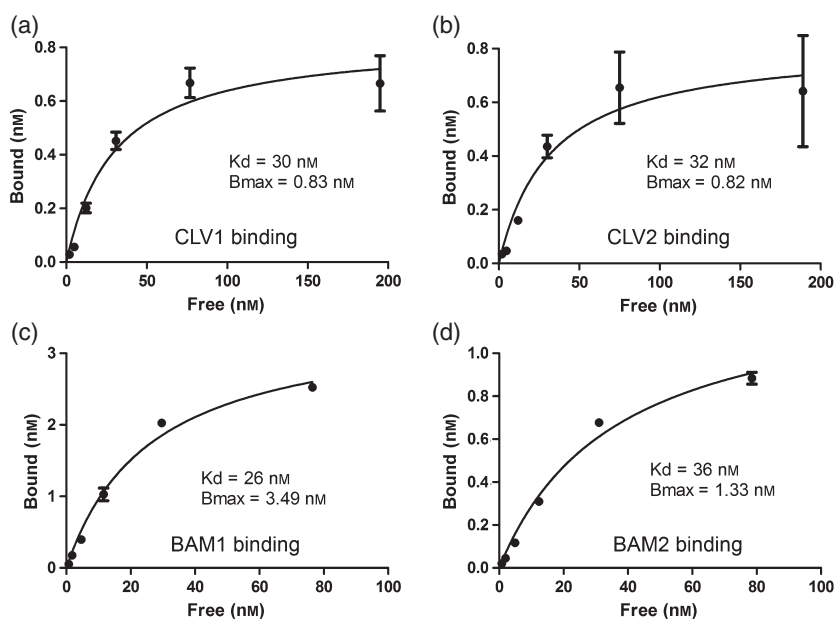 (a)
0.8
0.6
0.4
0.2
0.0
Bound (nM)
Kd = 30 nM
Bmax = 0.83 nM
CLV1 binding
0 50 100 150 200
Free (nM)
(b)
0.8
0.6
0.4
0.2
0.0
Bound (nM)
Kd = 32 nM
Bmax = 0.82 nM
CLV2 binding
0 50 100 150 200
Free (nM)
(c)
3
2
1
0
Bound (nM)
Kd = 26 nM
Bmax = 3.49 nM
BAM1 binding
0 20 40 60 80 100
Free (nM)
(d)
1.0
0.8
0.6
0.4
0.2
0.0
Bound (nM)
Kd = 36 nM
Bmax = 1.33 nM
BAM2 binding
0 20 40 60 80 100
Free (nM)